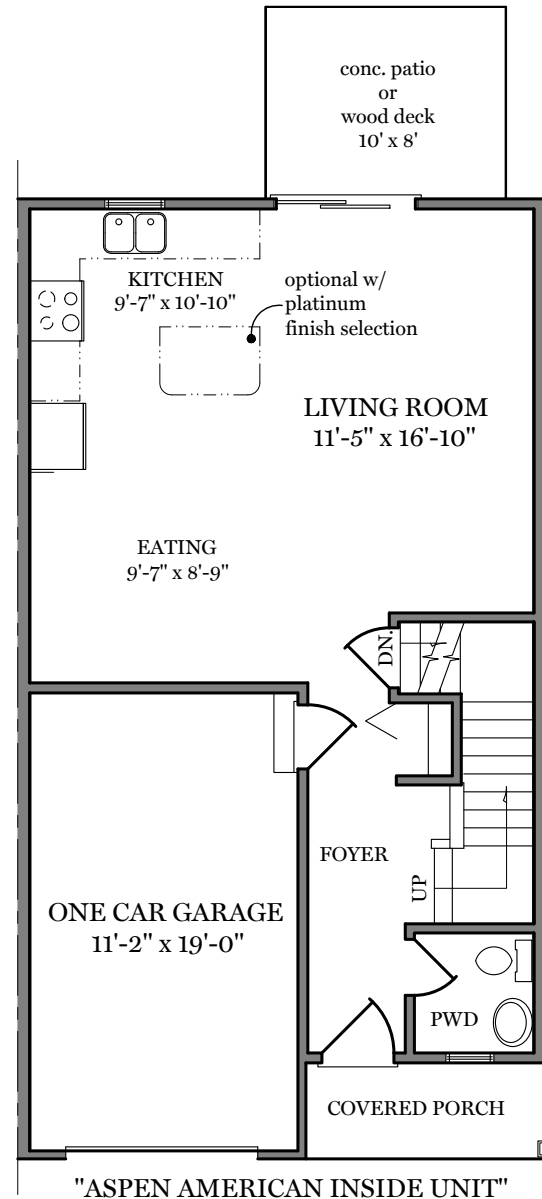 conc. patio
or
wood deck
10' x 8'
KITCHEN
9'-7" x 10'-10"
optional w/
platinum
finish selection
LIVING ROOM
11'-5" x 16'-10"
EATING
9'-7" x 8'-9"
DN.
FOYER
UP
ONE CAR GARAGE
11'-2" x 19'-0"
PWD
COVERED PORCH
"ASPEN AMERICAN INSIDE UNIT"